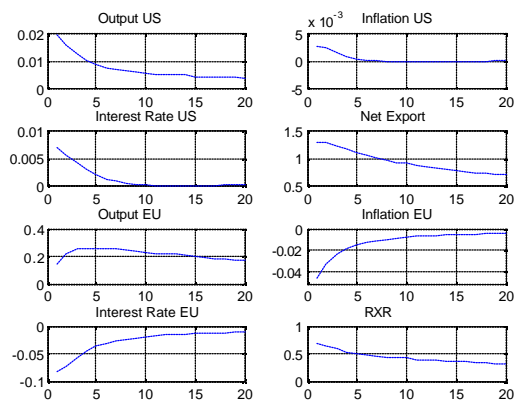 Output US
0.02
0.01
0
0 5 10 15 20
Inflation US
x 10^-3
5
0
-5
0 5 10 15 20
Interest Rate US
0.01
0.005
0
0 5 10 15 20
Net Export
1.5
1
0.5
0 5 10 15 20
Output EU
0.4
0.2
0
0 5 10 15 20
Inflation EU
0
-0.02
-0.04
0 5 10 15 20
Interest Rate EU
0
-0.05
-0.1
0 5 10 15 20
RXR
1
0.5
0
0 5 10 15 20